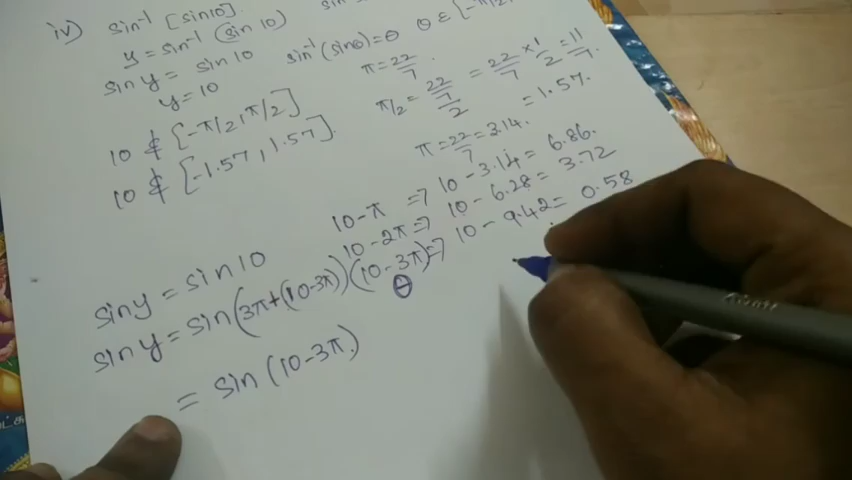 iv) sin⁻¹ [sin10].
y = sin⁻¹ (sin 10)
sin y = sin 10
y = 10
10 ∉ [-π/2, π/2]
10 ∉ [-1.57, 1.57].
sin⁻¹ (sinθ) = θ θ ∈ [-π/2,
π = 22/7.
π/2 = 22/7/2 = 22/7 × 1/2 = 11/7.
= 1.57.
π = 22/7 = 3.14.
10-π ⇒ 10 - 3.14 = 6.86.
10-2π ⇒ 10 - 6.28 = 3.72
(10-3π) ⇒ 10 - 9.42 = 0.58
θ
sin y = sin 10
sin y = sin (3π+(10-3π))
= sin (10-3π)